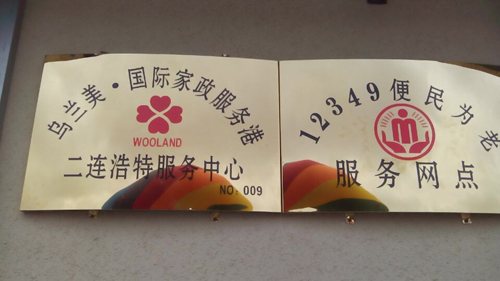 乌兰美·国际家政服务港
WOOLAND
二连浩特服务中心
NO: 009
12349便民为老
服务网点